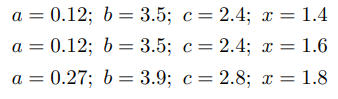 a = 0.12; b = 3.5; c = 2.4; x = 1.4
a = 0.12; b = 3.5; c = 2.4; x = 1.6
a = 0.27; b = 3.9; c = 2.8; x = 1.8